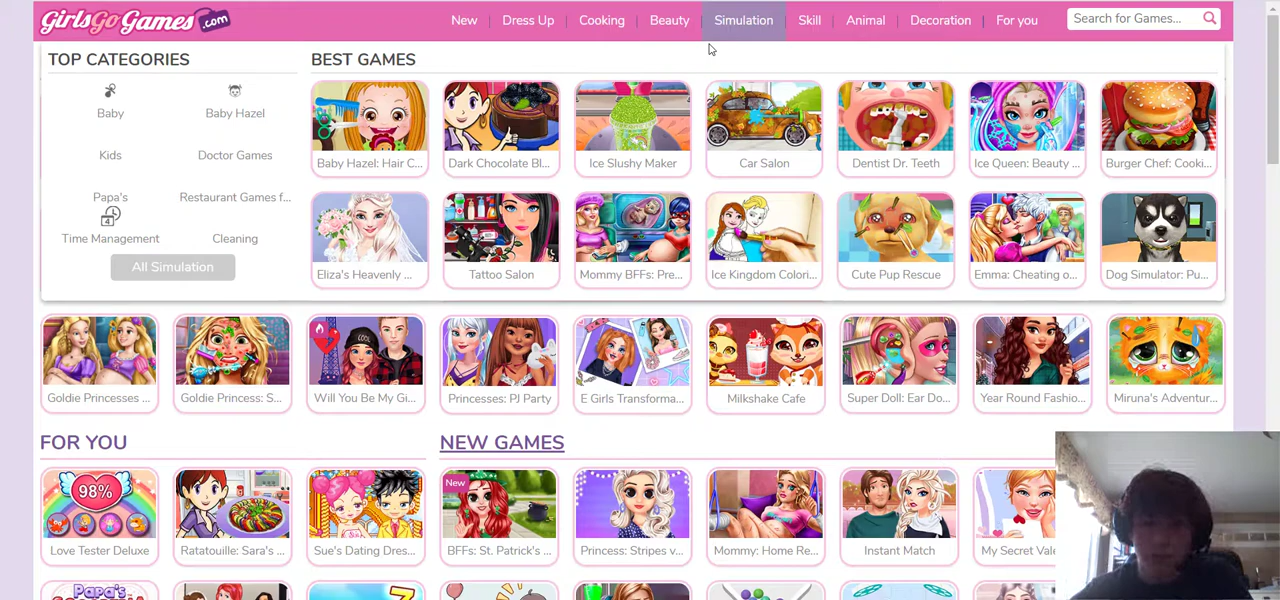 GirlsGoGames.com
New Dress Up Cooking Beauty Simulation Skill Animal Decoration For you Search for Games...
TOP CATEGORIES
Baby Baby Hazel
Kids Doctor Games
Papa's Restaurant Games f...
Time Management Cleaning
All Simulation
BEST GAMES
Baby Hazel: Hair C... Dark Chocolate Bl... Ice Slushy Maker Car Salon Dentist Dr. Teeth Ice Queen: Beauty ... Burger Chef: Cooki...
Eliza's Heavenly ... Tattoo Salon Mommy BFFs: Pre... Ice Kingdom Colori... Cute Pup Rescue Emma: Cheating o... Dog Simulator: Pu...
Goldie Princesses ... Goldie Princess: S... Will You Be My Gi... Princesses: PJ Party E Girls Transforma... Milkshake Cafe Super Doll: Ear Do... Year Round Fashio... Miruna's Adventur...
FOR YOU
98%
Love Tester Deluxe Ratatouille: Sara's ... Sue's Dating Dres...
Papa's
7
NEW GAMES
New
BFFs: St. Patrick's ... Princess: Stripes v... Mommy: Home Re... Instant Match My Secret Vale
COOL
4